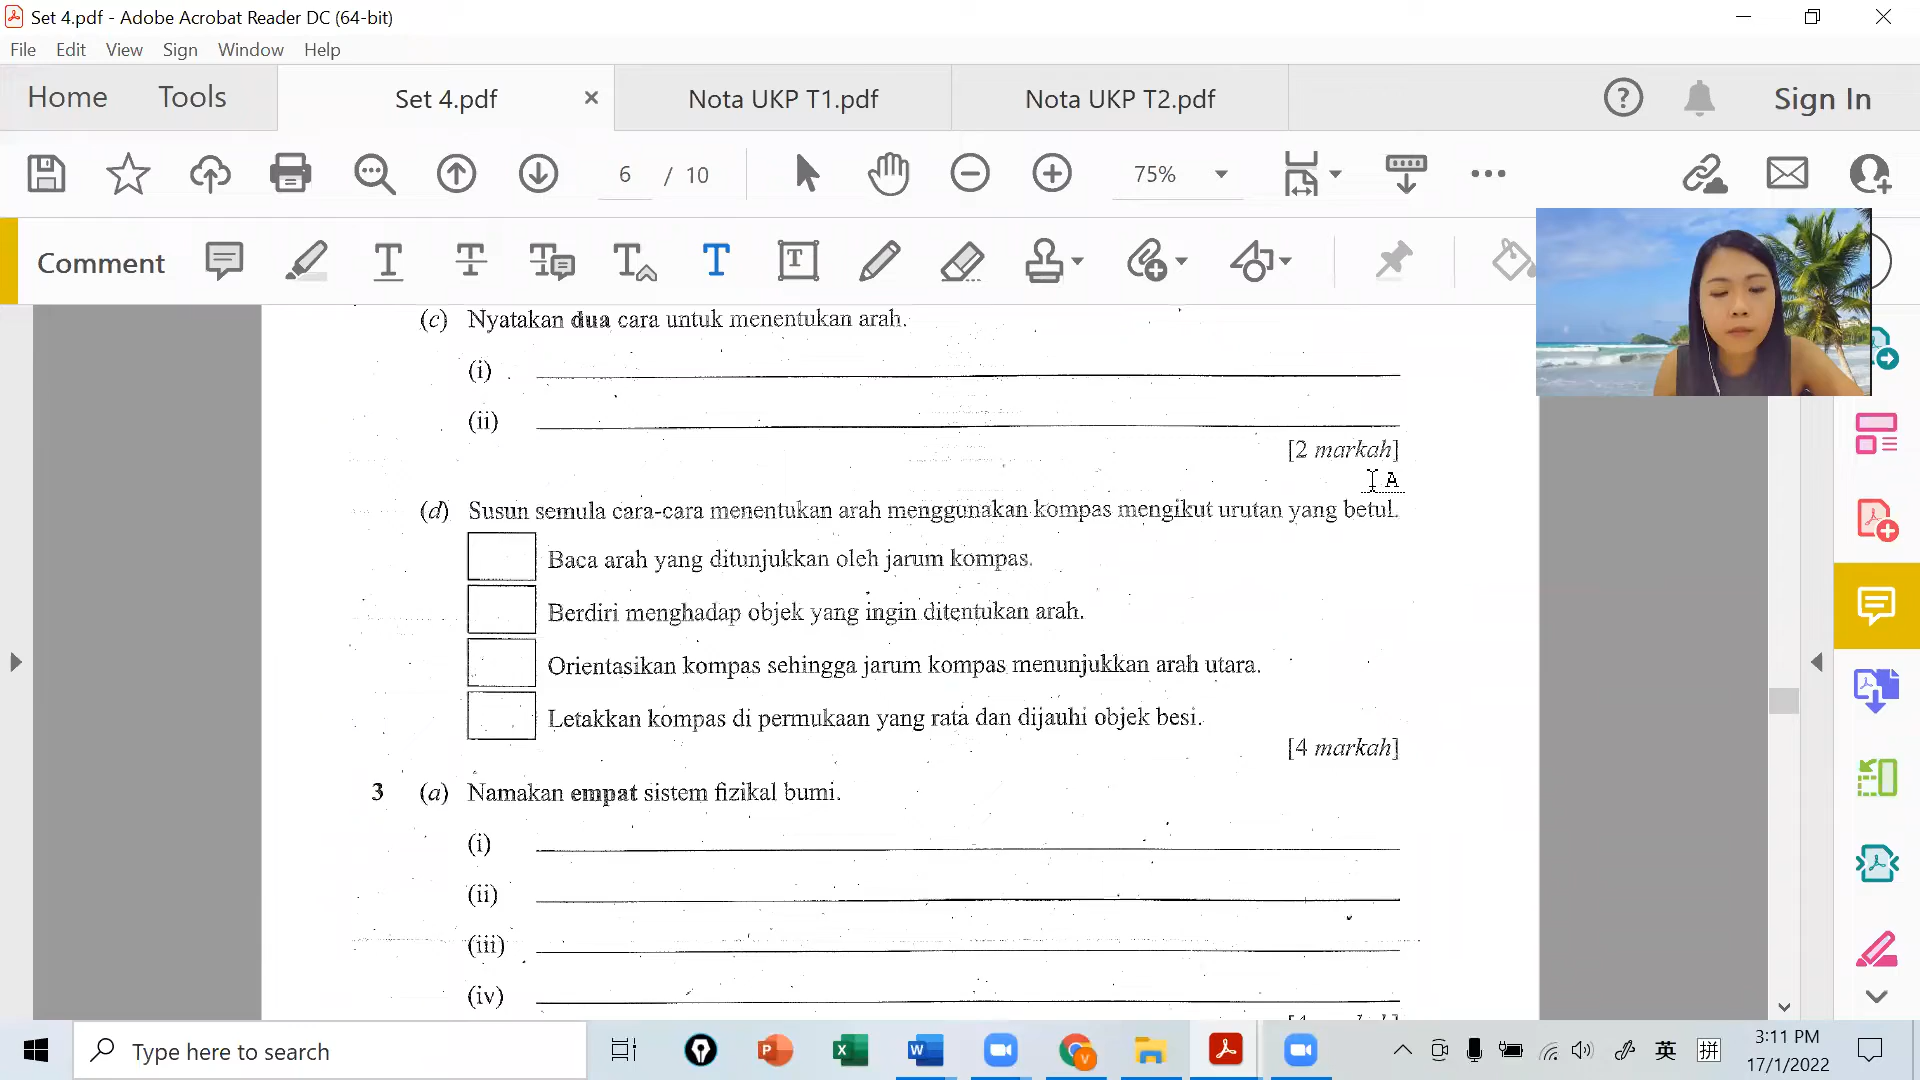 Set 4.pdf - Adobe Acrobat Reader DC (64-bit)
File Edit View Sign Window Help
Home Tools Set 4.pdf Nota UKP T1.pdf Nota UKP T2.pdf Sign In
6 / 10 75%
Comment
(c) Nyatakan dua cara untuk menentukan arah.
(i)
(ii)
[2 markah]
(d) Susun semula cara-cara menentukan arah menggunakan kompas mengikut urutan yang betul.
Baca arah yang ditunjukkan oleh jarum kompas.
Berdiri menghadap objek yang ingin ditentukan arah.
Orientasikan kompas sehingga jarum kompas menunjukkan arah utara.
Letakkan kompas di permukaan yang rata dan dijauhi objek besi.
[4 markah]
3 (a) Namakan empat sistem fizikal bumi.
(i)
(ii)
(iii)
(iv)
Type here to search
英 拼
3:11 PM
17/1/2022